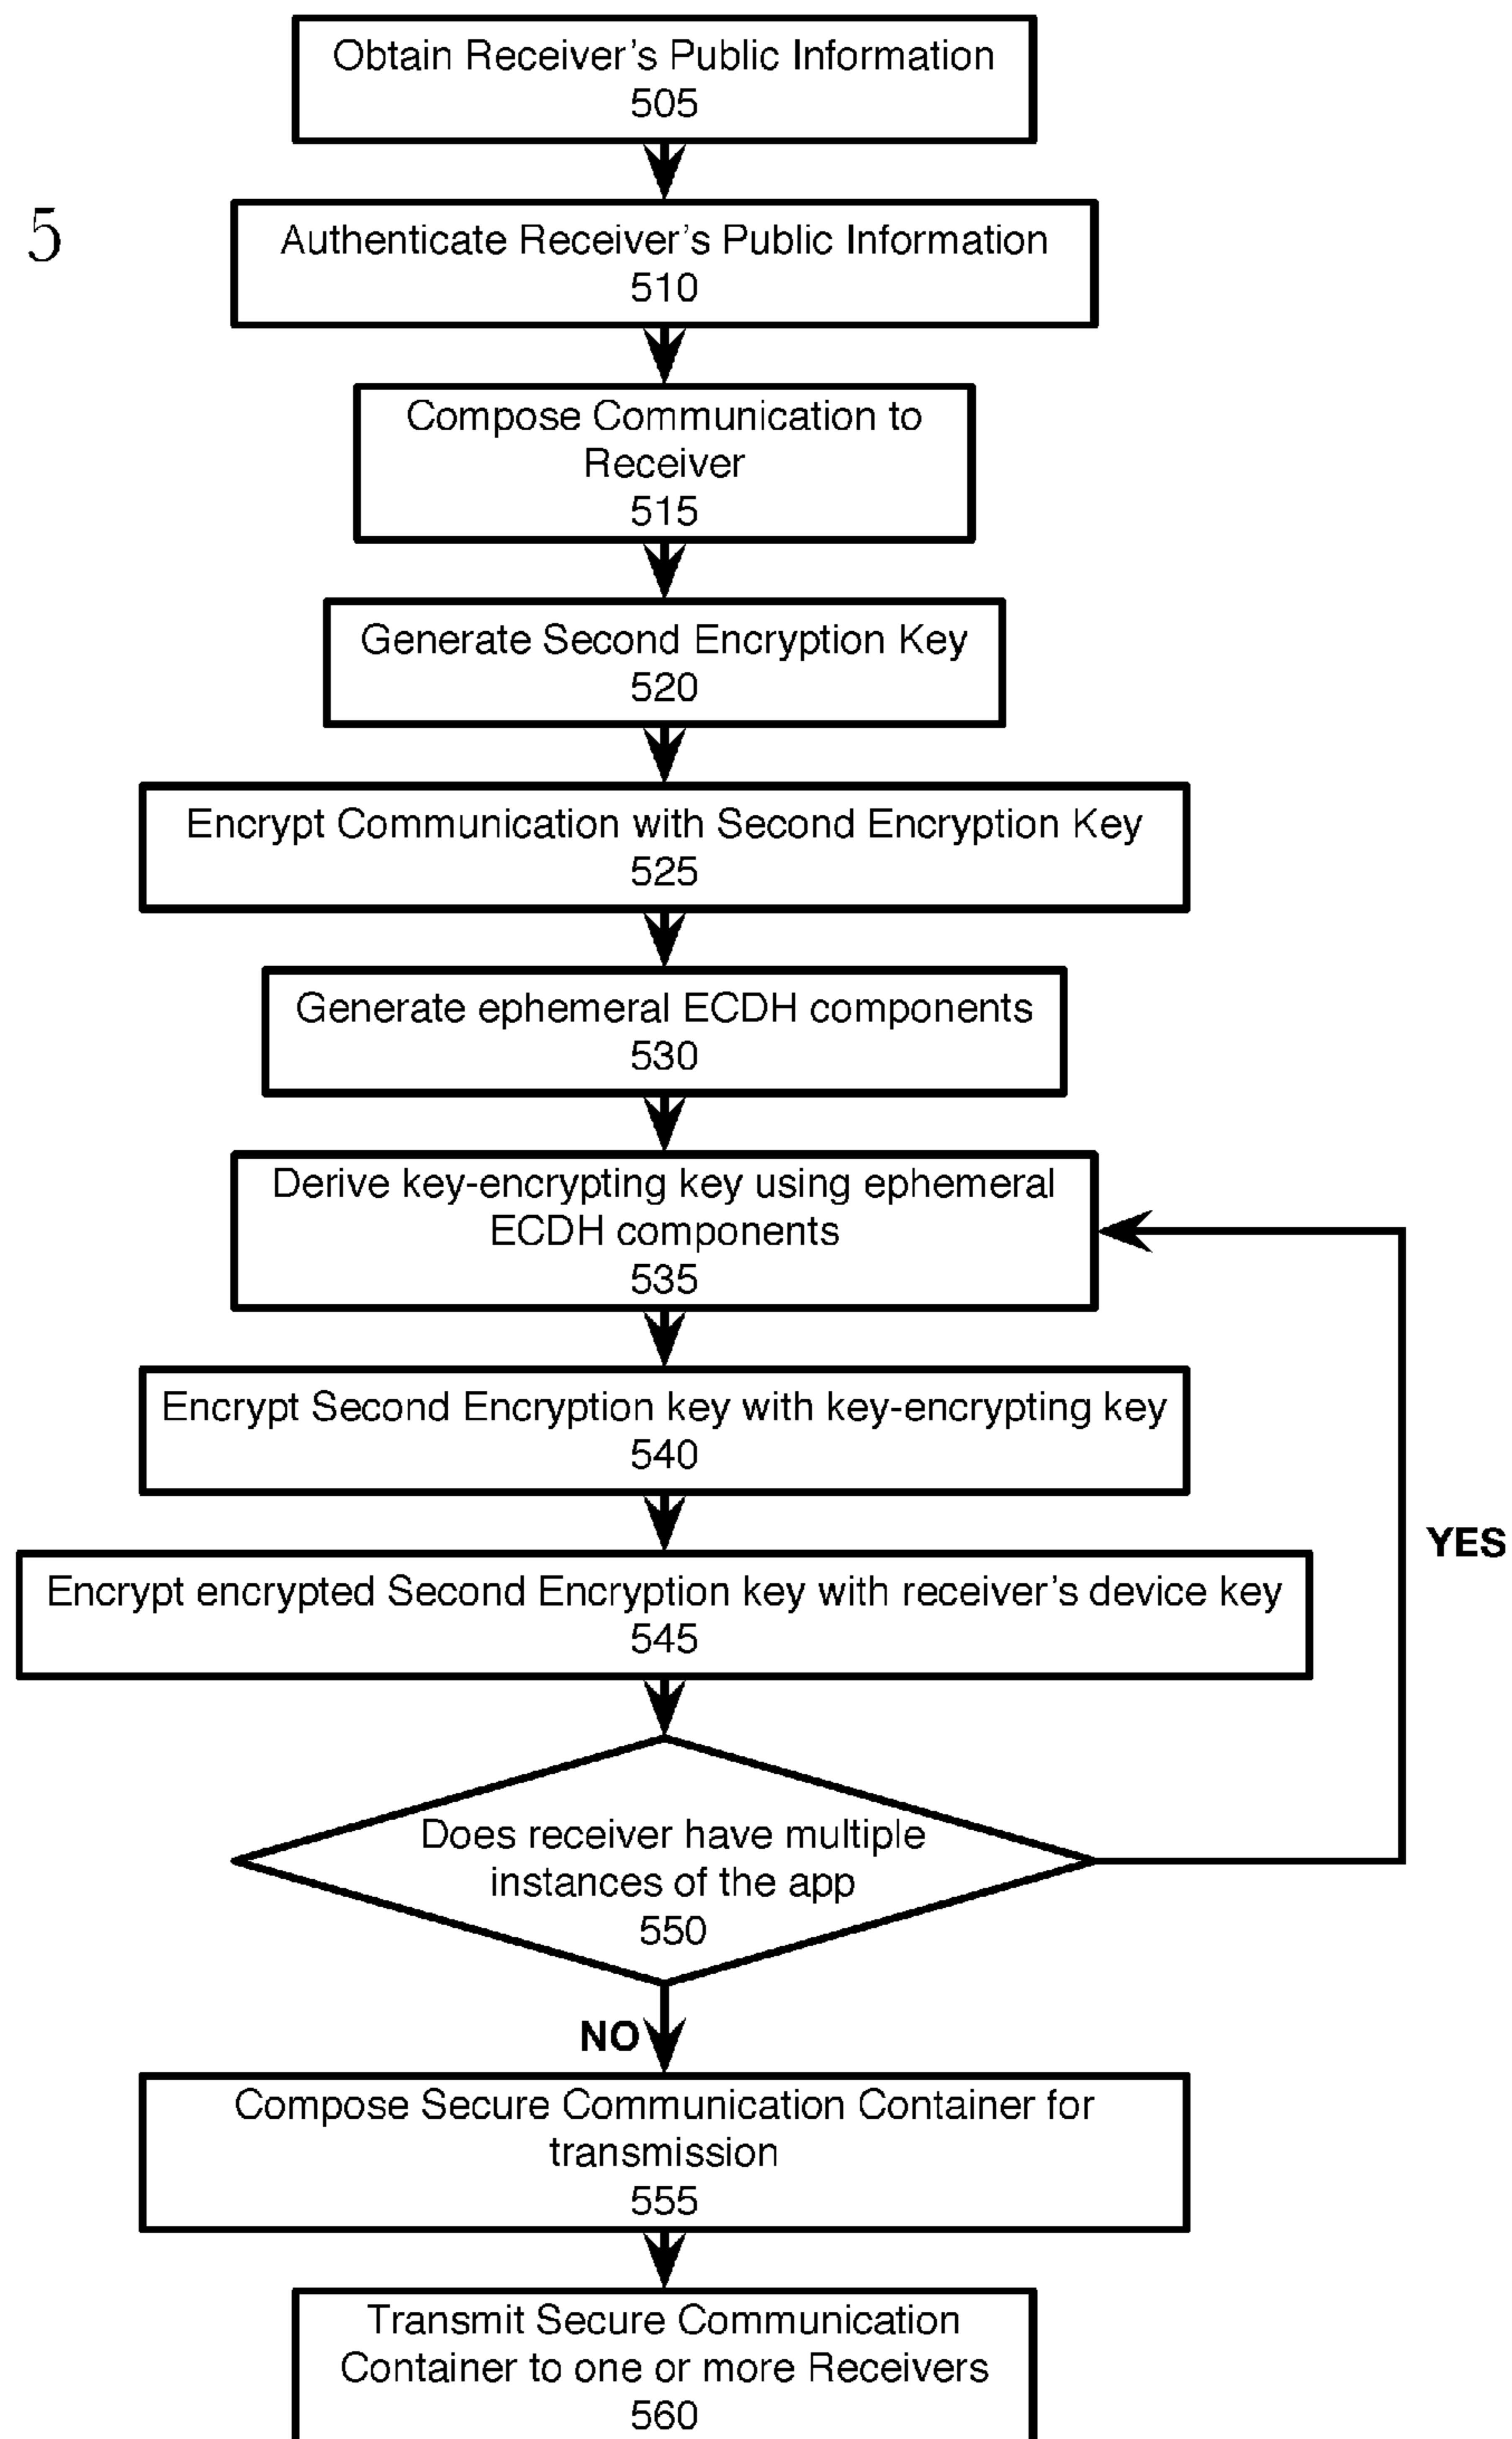 Obtain Receiver's Public Information
505
5
Authenticate Receiver's Public Information
510
Compose Communication to
Receiver
515
Generate Second Encryption Key
520
Encrypt Communication with Second Encryption Key
525
Generate ephemeral ECDH components
530
Derive key-encrypting key using ephemeral
ECDH components
535
Encrypt Second Encryption key with key-encrypting key
540
YES
Encrypt encrypted Second Encryption key with receiver's device key
545
Does receiver have multiple
instances of the app
550
NO
Compose Secure Communication Container for
transmission
555
Transmit Secure Communication
Container to one or more Receivers
560